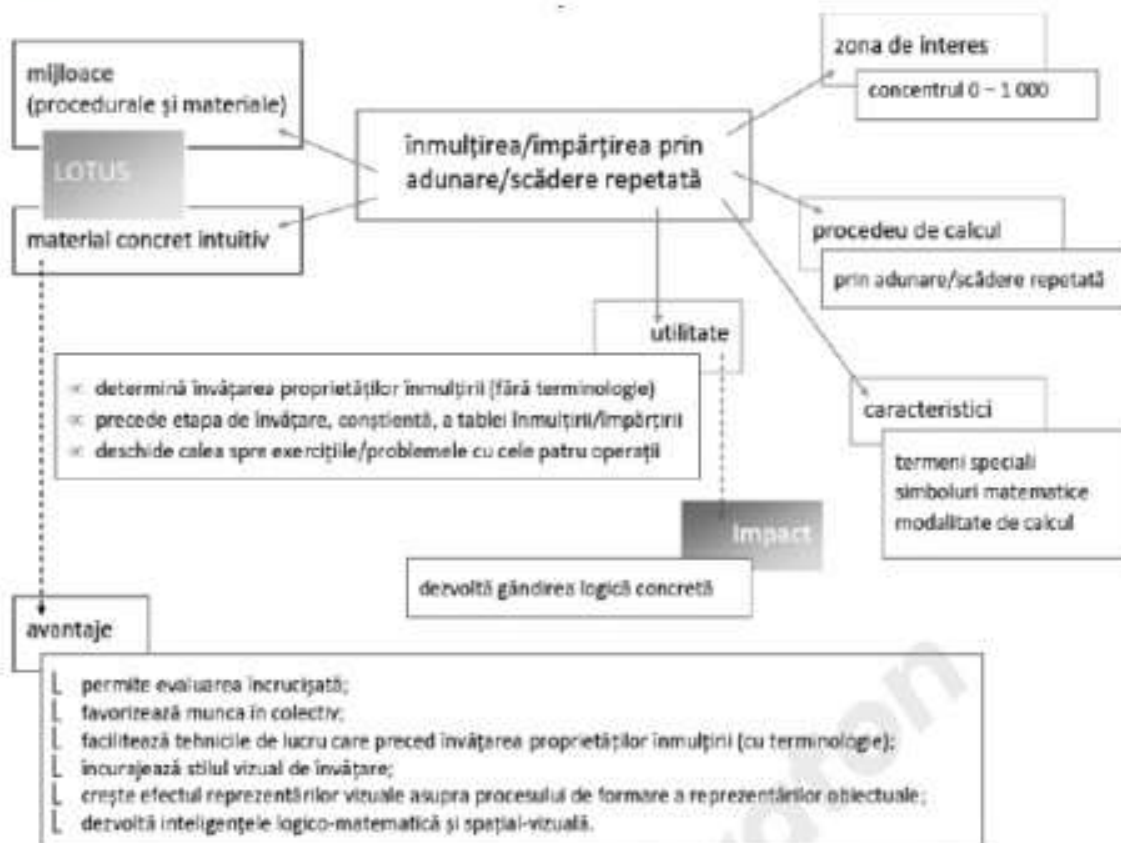 mijloace
(procedurale și materiale)
LOTUS
material concret intuitiv
înmulțirea/împărțirea prin
adunare/scădere repetată
zona de interes
concentrul 0 – 1 000
procedeu de calcul
prin adunare/scădere repetată
utilitate
determină învățarea proprietăților înmulțirii (fără terminologie)
precede etapa de învățare, conștientă, a tablei înmulțirii/împărțirii
deschide calea spre exercițiile/problemele cu cele patru operații
caracteristici
termeni speciali
simboluri matematice
modalitate de calcul
Impact
dezvoltă gândirea logică concretă
avantaje
permite evaluarea încrucișată;
favorizează munca în colectiv;
facilitează tehnicile de lucru care preced învățarea proprietăților înmulțirii (cu terminologie);
încurajează stilul vizual de învățare;
crește efectul reprezentărilor vizuale asupra procesului de formare a reprezentărilor obiectuale;
dezvoltă inteligențele logico-matematică și spațial-vizuală.